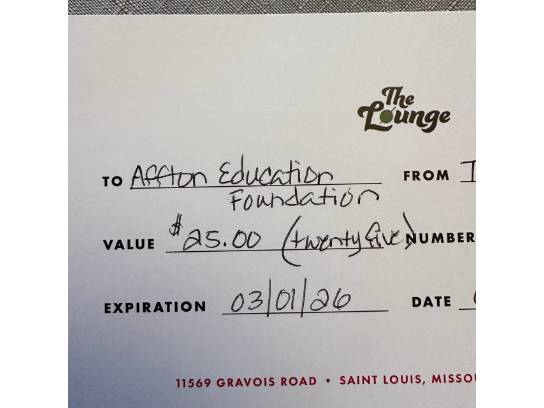 The
Lounge
TO Affton Education FROM
Foundation
VALUE $25.00 (twenty five) NUMBER
EXPIRATION 03/01/26 DATE
11569 GRAVOIS ROAD • SAINT LOUIS, MISSOU